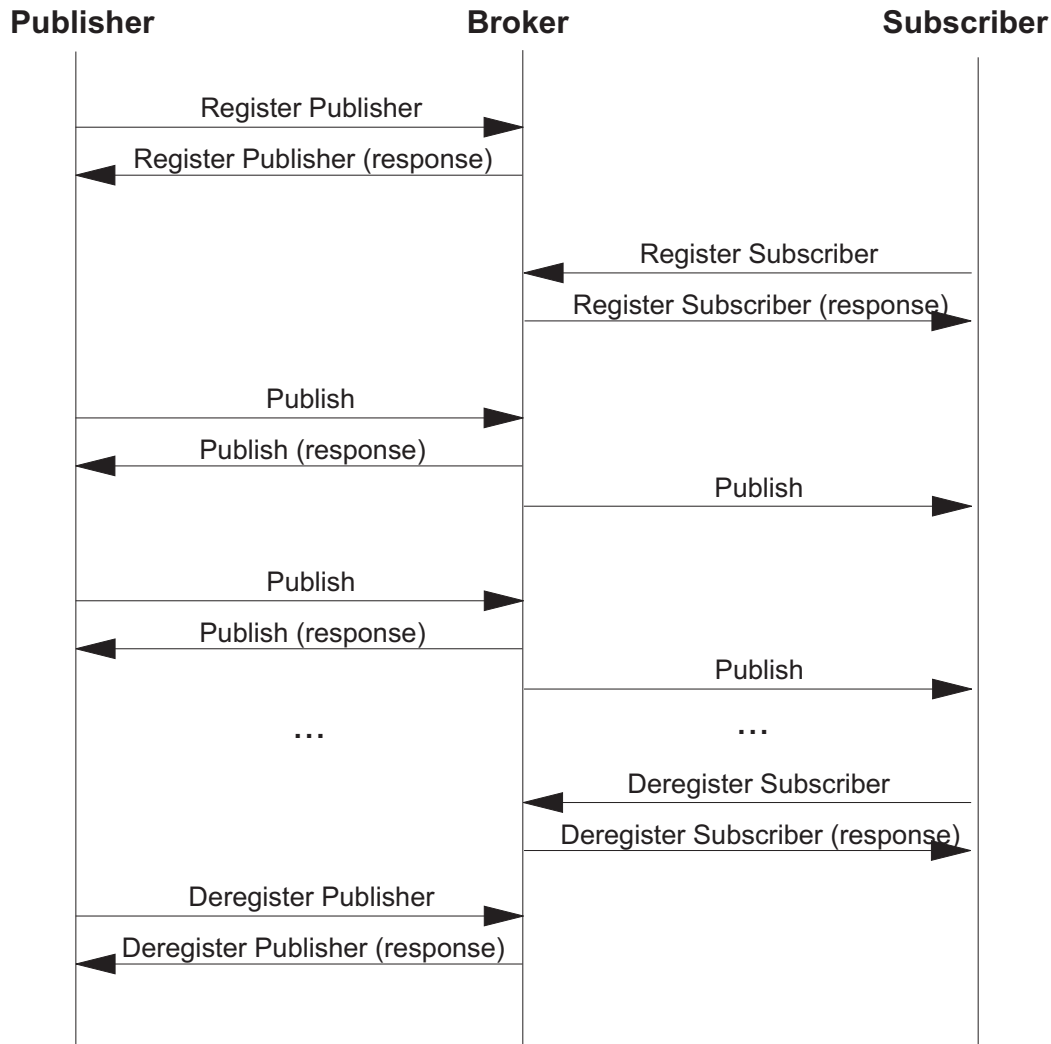 Publisher
Broker
Subscriber
Register Publisher
Register Publisher (response)
Register Subscriber
Register Subscriber (response)
Publish
Publish (response)
Publish
Publish
Publish (response)
Publish
...
...
Deregister Subscriber
Deregister Subscriber (response)
Deregister Publisher
Deregister Publisher (response)